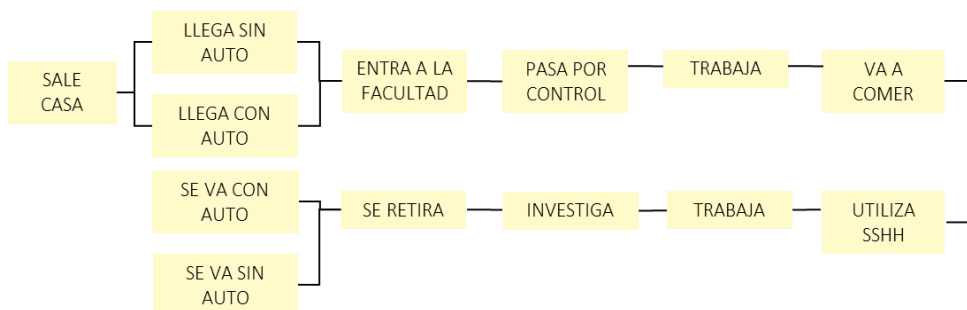 SALE
CASA
LLEGA SIN
AUTO
LLEGA CON
AUTO
ENTRA A LA
FACULTAD
PASA POR
CONTROL
TRABAJA
VA A
COMER
SE VA CON
AUTO
SE VA SIN
AUTO
SE RETIRA
INVESTIGA
TRABAJA
UTILIZA
SSHH